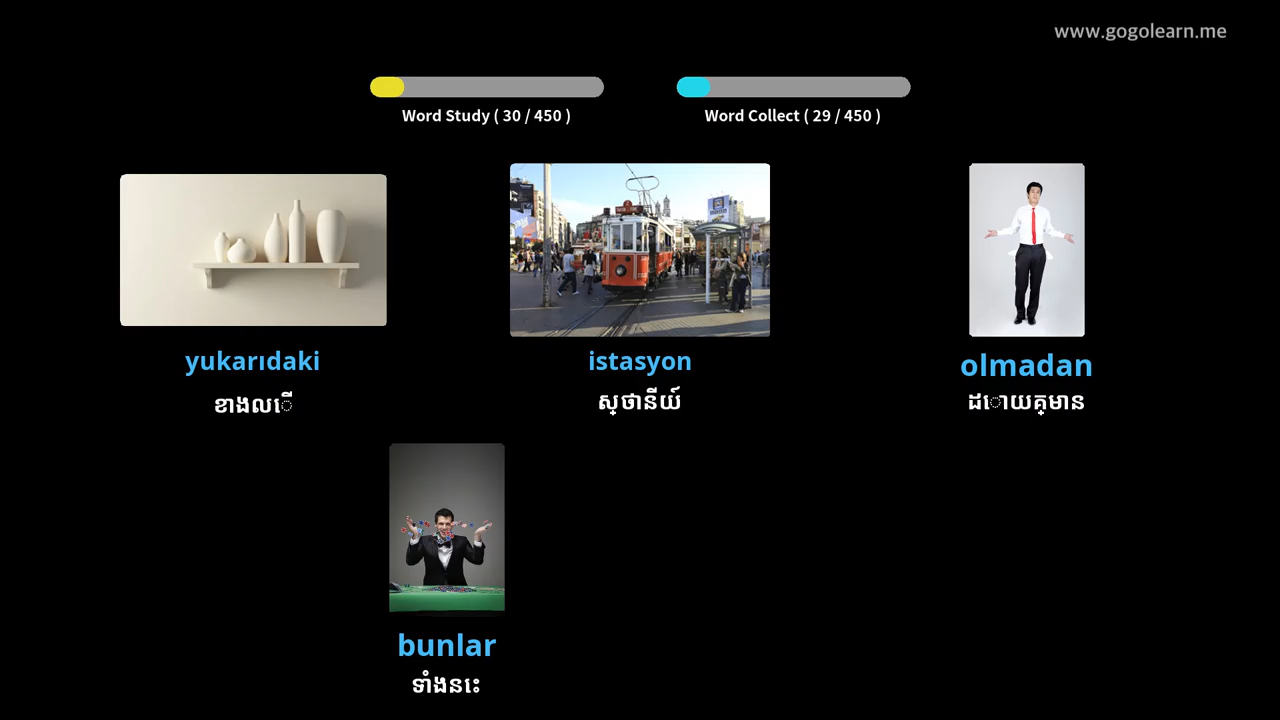 www.gogolearn.me
Word Study ( 30 / 450 )
Word Collect ( 29 / 450 )
yukarıdaki
istasyon
olmadan
ខាងលើ
ស្ថានីយ៍
ដោយគ្មាន
bunlar
ទាំងនេះ